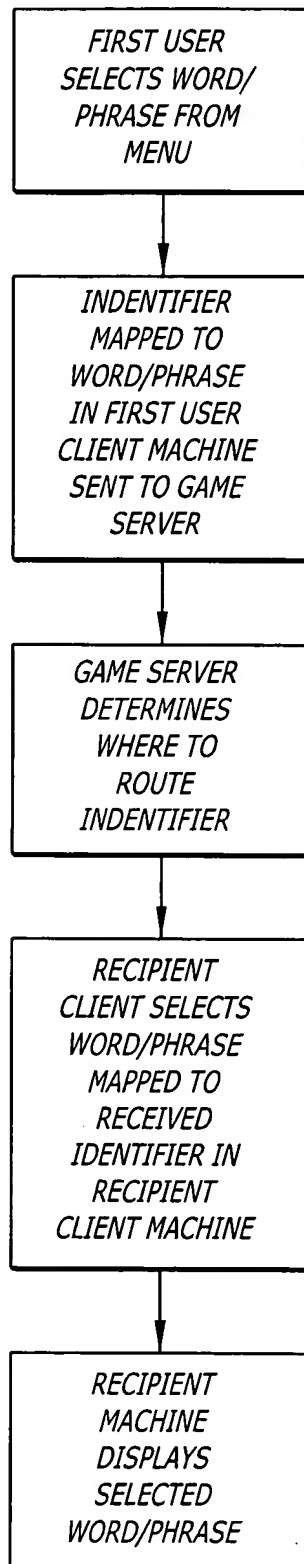 FIRST USER
SELECTS WORD/
PHRASE FROM
MENU
INDENTIFIER
MAPPED TO
WORD/PHRASE
IN FIRST USER
CLIENT MACHINE
SENT TO GAME
SERVER
GAME SERVER
DETERMINES
WHERE TO
ROUTE
INDENTIFIER
RECIPIENT
CLIENT SELECTS
WORD/PHRASE
MAPPED TO
RECEIVED
IDENTIFIER IN
RECIPIENT
CLIENT MACHINE
RECIPIENT
MACHINE
DISPLAYS
SELECTED
WORD/PHRASE